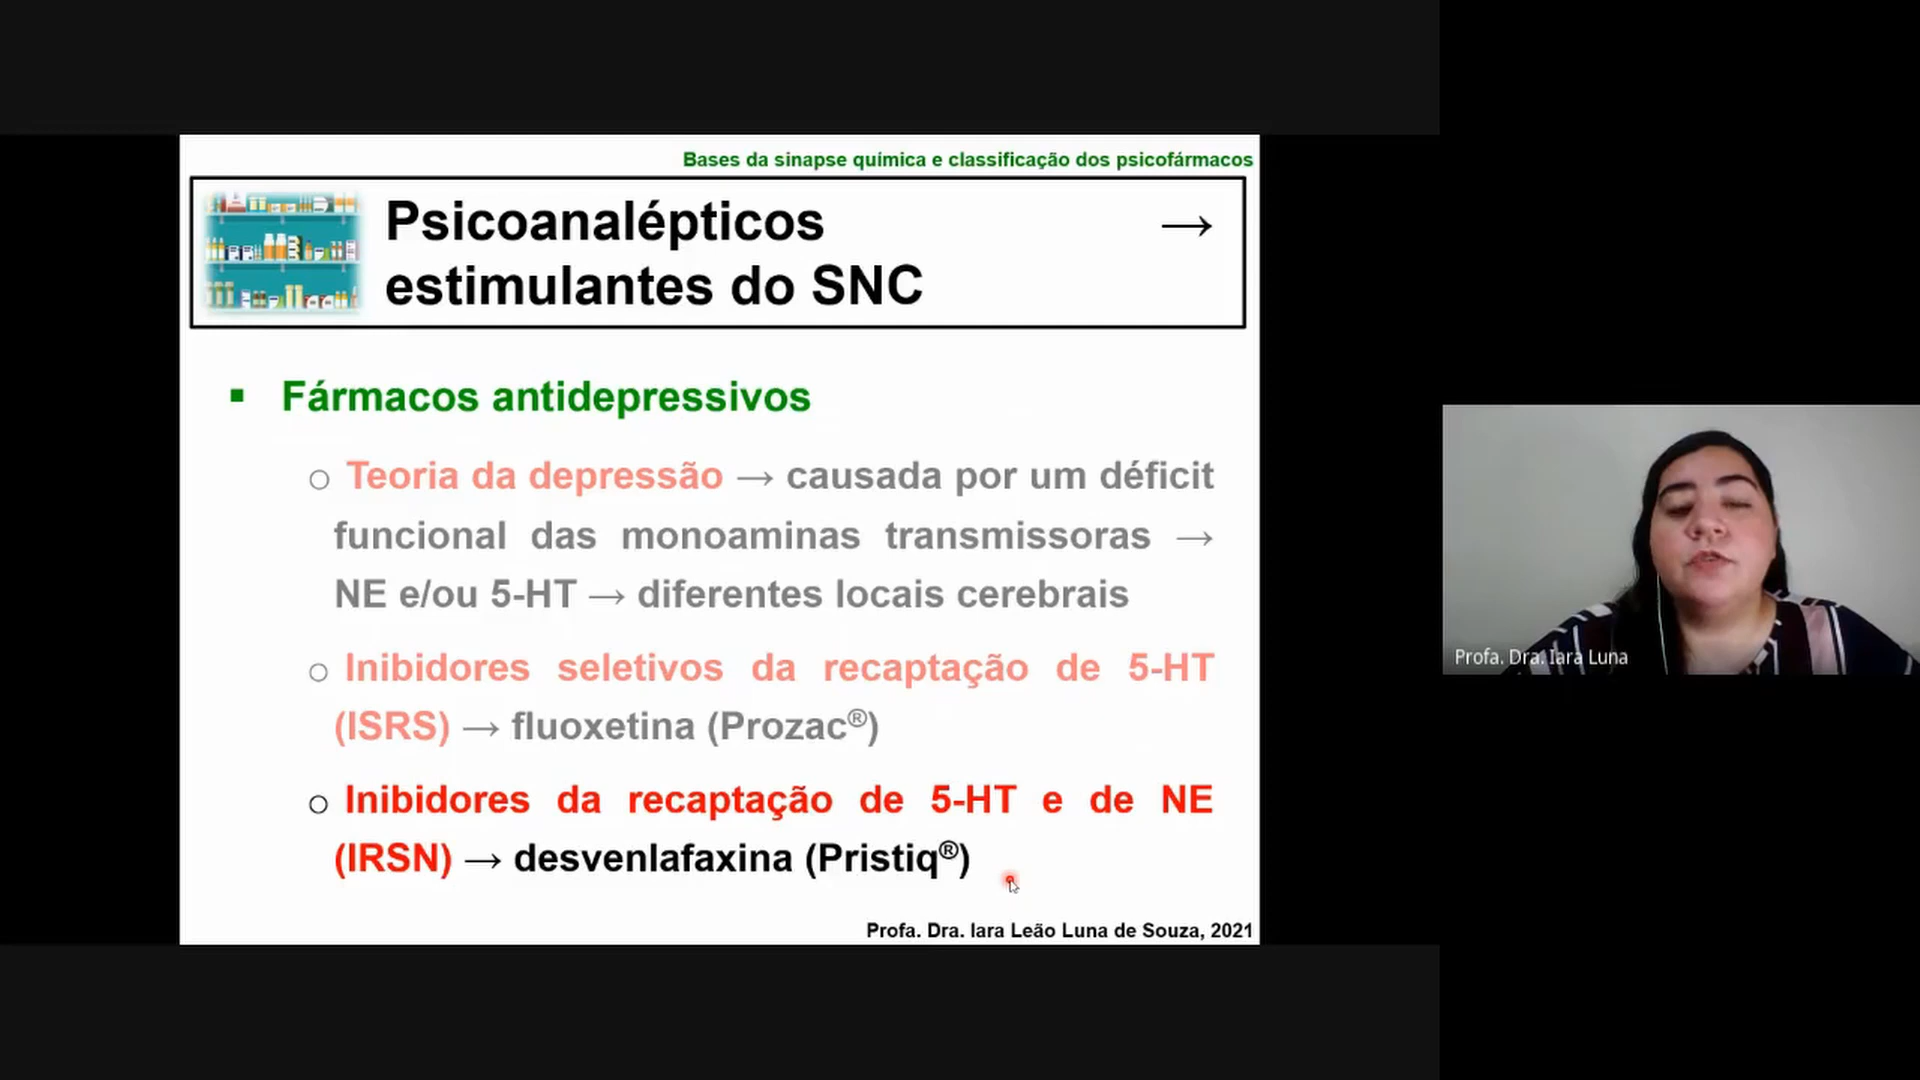 Bases da sinapse química e classificação dos psicofármacos
Psicoanalépticos →
estimulantes do SNC
▪ Fármacos antidepressivos
○ Teoria da depressão → causada por um déficit
funcional das monoaminas transmissoras →
NE e/ou 5-HT → diferentes locais cerebrais
○ Inibidores seletivos da recaptação de 5-HT
(ISRS) → fluoxetina (Prozac®)
○ Inibidores da recaptação de 5-HT e de NE
(IRSN) → desvenlafaxina (Pristiq®)
Profa. Dra. Iara Leão Luna de Souza, 2021
Profa. Dra. Iara Luna